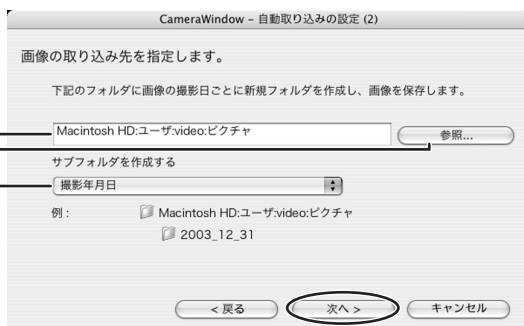 CameraWindow – 自動取り込みの設定 (2)
画像の取り込み先を指定します。
下記のフォルダに画像の撮影日ごとに新規フォルダを作成し、画像を保存します。
Macintosh HD:ユーザ:video:ピクチャ 参照...
サブフォルダを作成する
撮影年月日
例： Macintosh HD:ユーザ:video:ピクチャ
2003_12_31
< 戻る 次へ > キャンセル